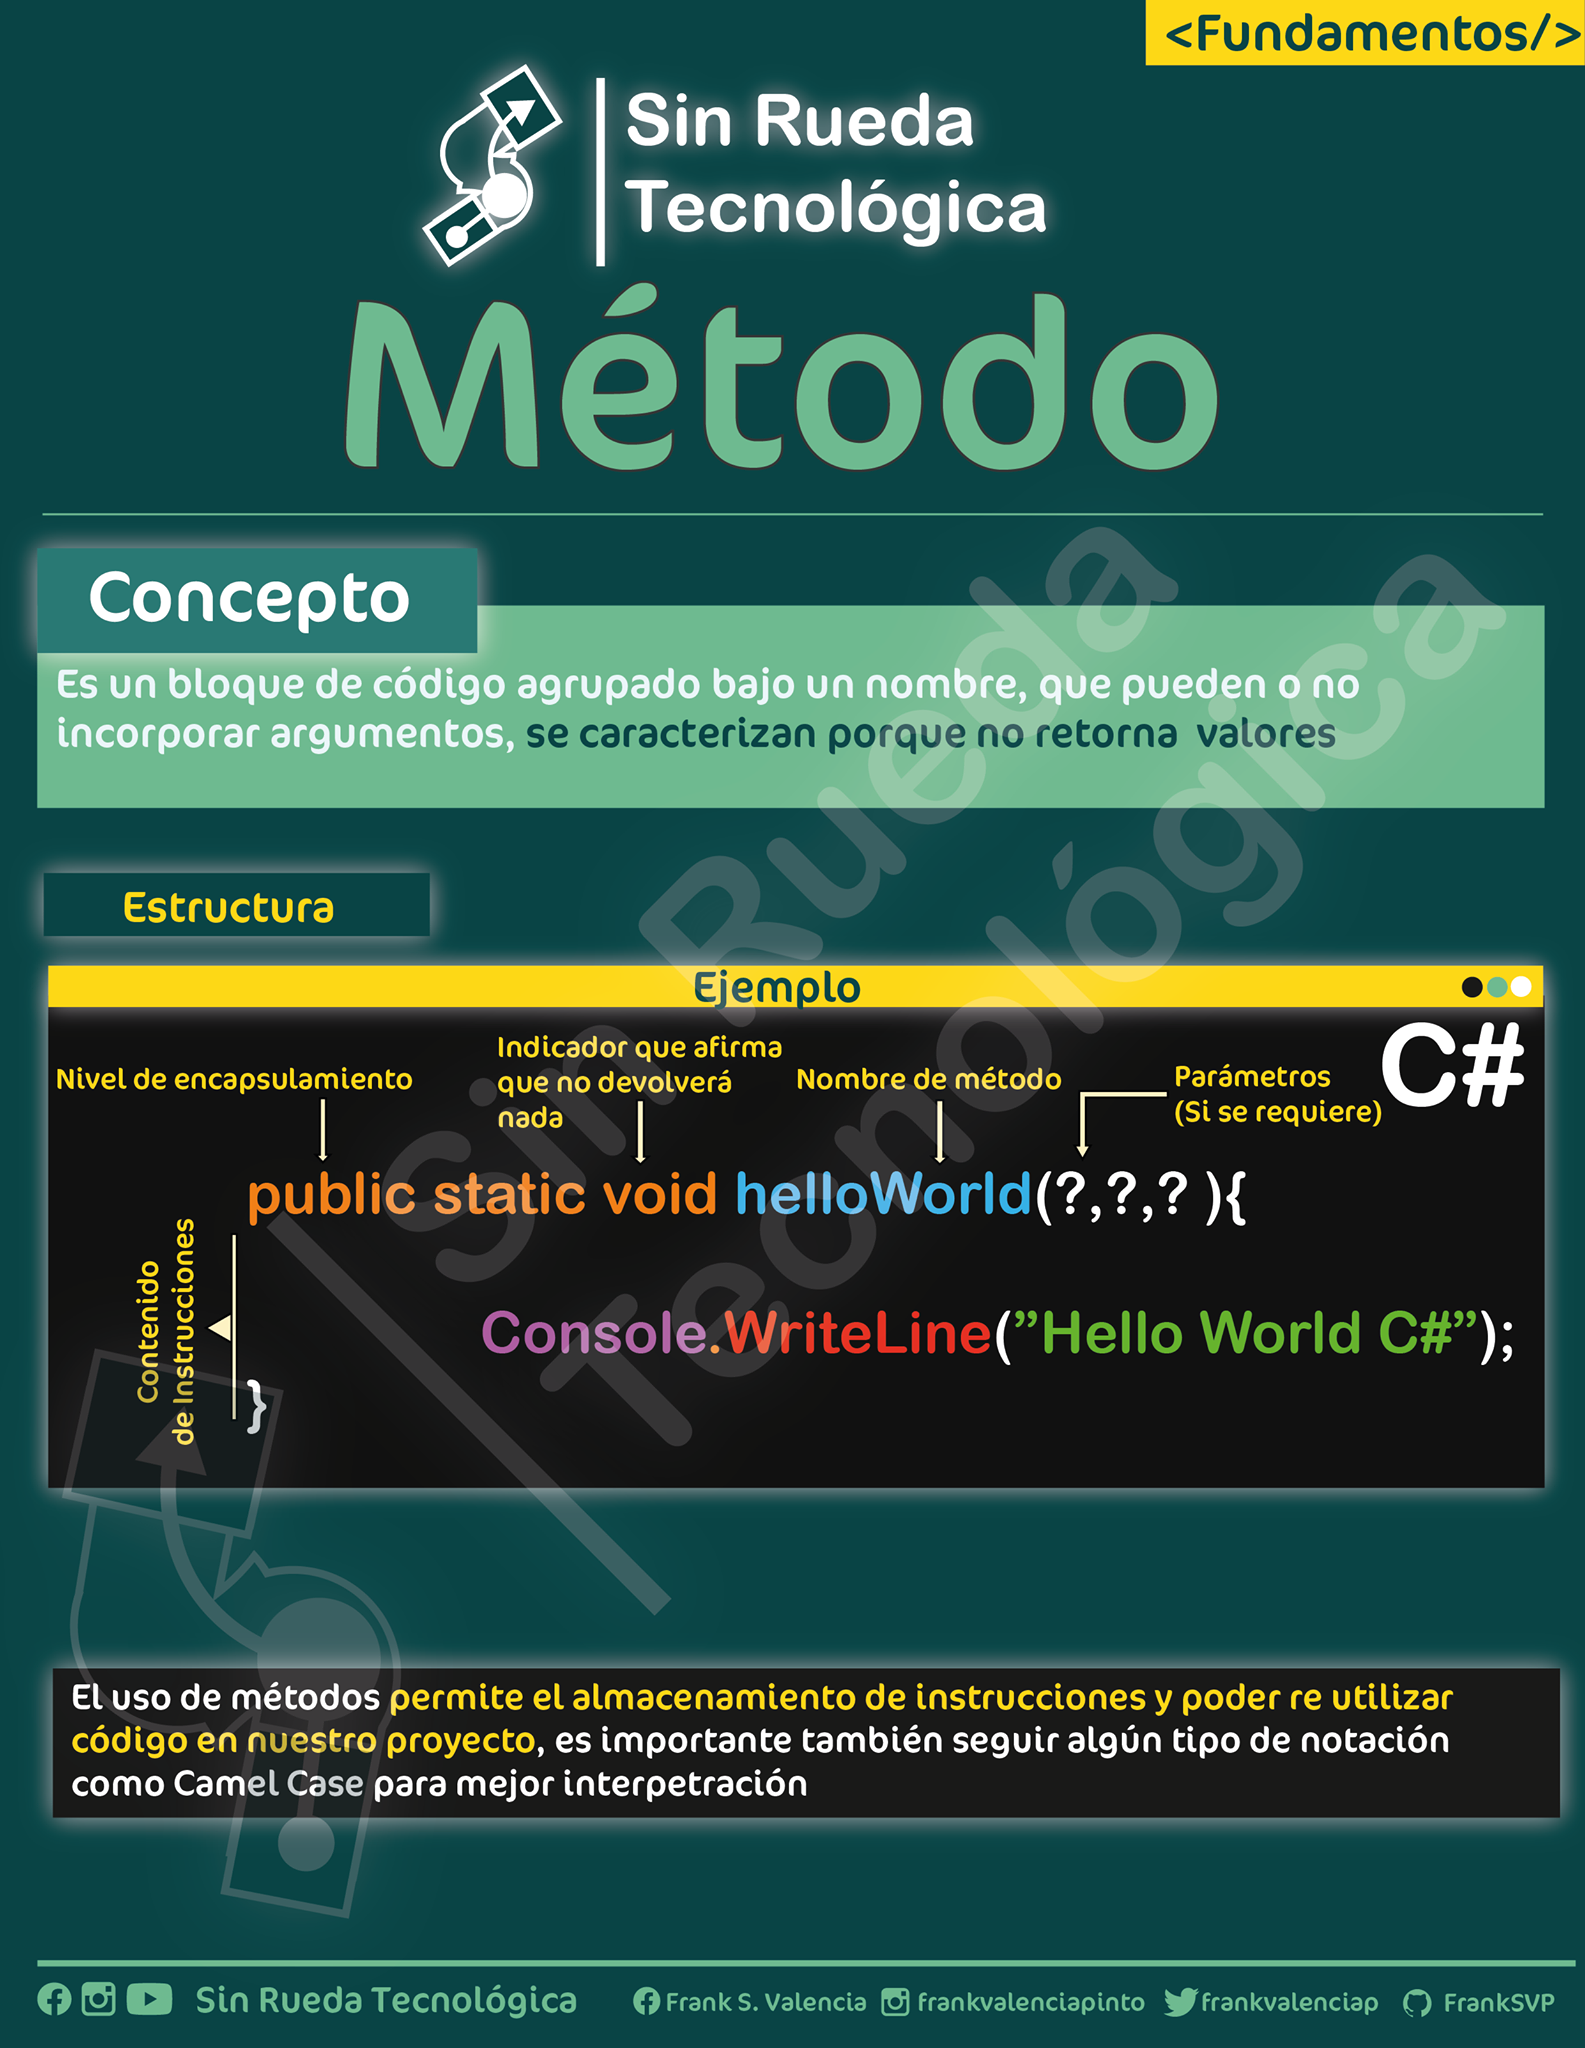 <Fundamentos/>
Sin Rueda
Tecnológica
Método
Concepto
Es un bloque de código agrupado bajo un nombre, que pueden o no
incorporar argumentos, se caracterizan porque no retorna valores
Estructura
Ejemplo
C#
Nivel de encapsulamiento
Indicador que afirma
que no devolverá
nada
Nombre de método
Parámetros
(Si se requiere)
public static void helloWorld(?,?,? ){
Contenido
de Instrucciones
Console.WriteLine(”Hello World C#”);
}
Sin Rueda
Tecnológica
El uso de métodos permite el almacenamiento de instrucciones y poder re utilizar
código en nuestro proyecto, es importante también seguir algún tipo de notación
como Camel Case para mejor interpetración
Sin Rueda Tecnológica Frank S. Valencia frankvalenciapinto frankvalenciap FrankSVP